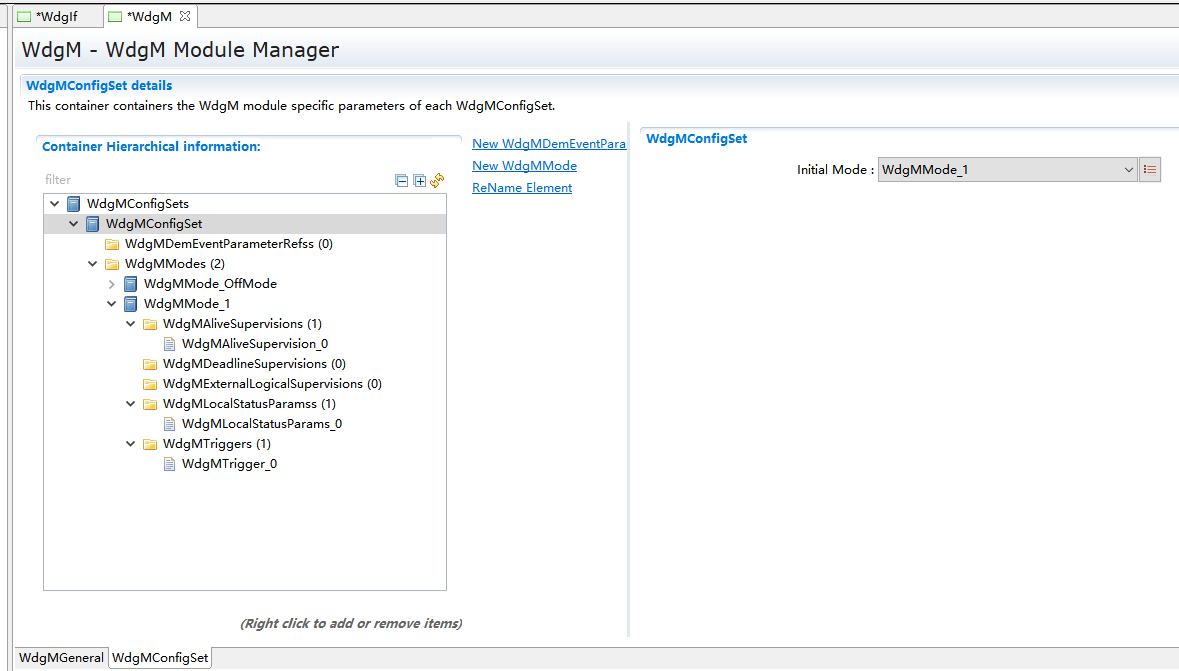 *WdgIf
*WdgM
WdgM - WdgM Module Manager
WdgMConfigSet details
This container containers the WdgM module specific parameters of each WdgMConfigSet.
Container Hierarchical information:
filter
WdgMConfigSets
WdgMConfigSet
WdgMDemEventParameterRefss (0)
WdgMModes (2)
WdgMMode_OffMode
WdgMMode_1
WdgMAliveSupervisions (1)
WdgMAliveSupervision_0
WdgMDeadlineSupervisions (0)
WdgMExternalLogicalSupervisions (0)
WdgMLocalStatusParamss (1)
WdgMLocalStatusParams_0
WdgMTriggers (1)
WdgMTrigger_0
(Right click to add or remove items)
New WdgMDemEventPara
New WdgMMode
ReName Element
WdgMConfigSet
Initial Mode : WdgMMode_1
WdgMGeneral
WdgMConfigSet